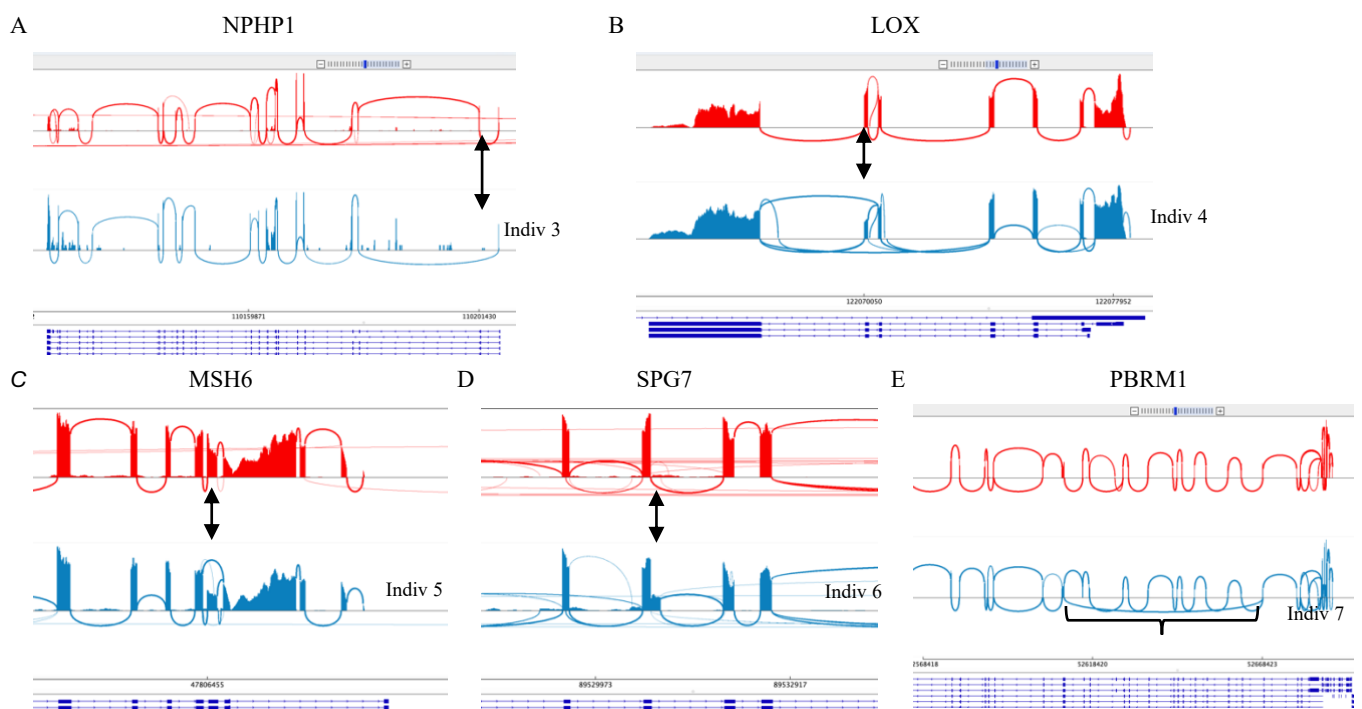 A NPHP1
Indiv 3
110159871 110201430
B LOX
Indiv 4
122070050 122077952
C MSH6
Indiv 5
47806455
D SPG7
Indiv 6
89529973 89532917
E PBRM1
Indiv 7
2568418 52618420 52668423